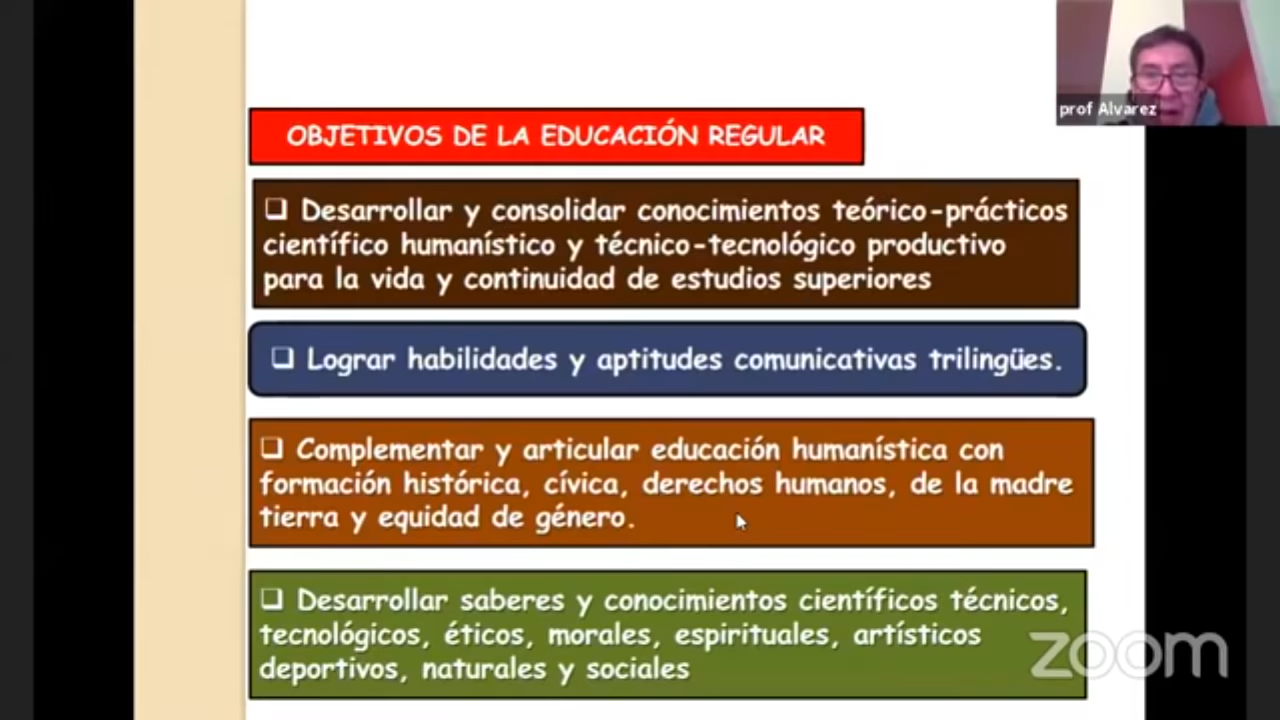 prof Alvarez
OBJETIVOS DE LA EDUCACIÓN REGULAR
❑ Desarrollar y consolidar conocimientos teórico-prácticos
científico humanístico y técnico-tecnológico productivo
para la vida y continuidad de estudios superiores
❑ Lograr habilidades y aptitudes comunicativas trilingües.
❑ Complementar y articular educación humanística con
formación histórica, cívica, derechos humanos, de la madre
tierra y equidad de género.
❑ Desarrollar saberes y conocimientos científicos técnicos,
tecnológicos, éticos, morales, espirituales, artísticos
deportivos, naturales y sociales
zoom